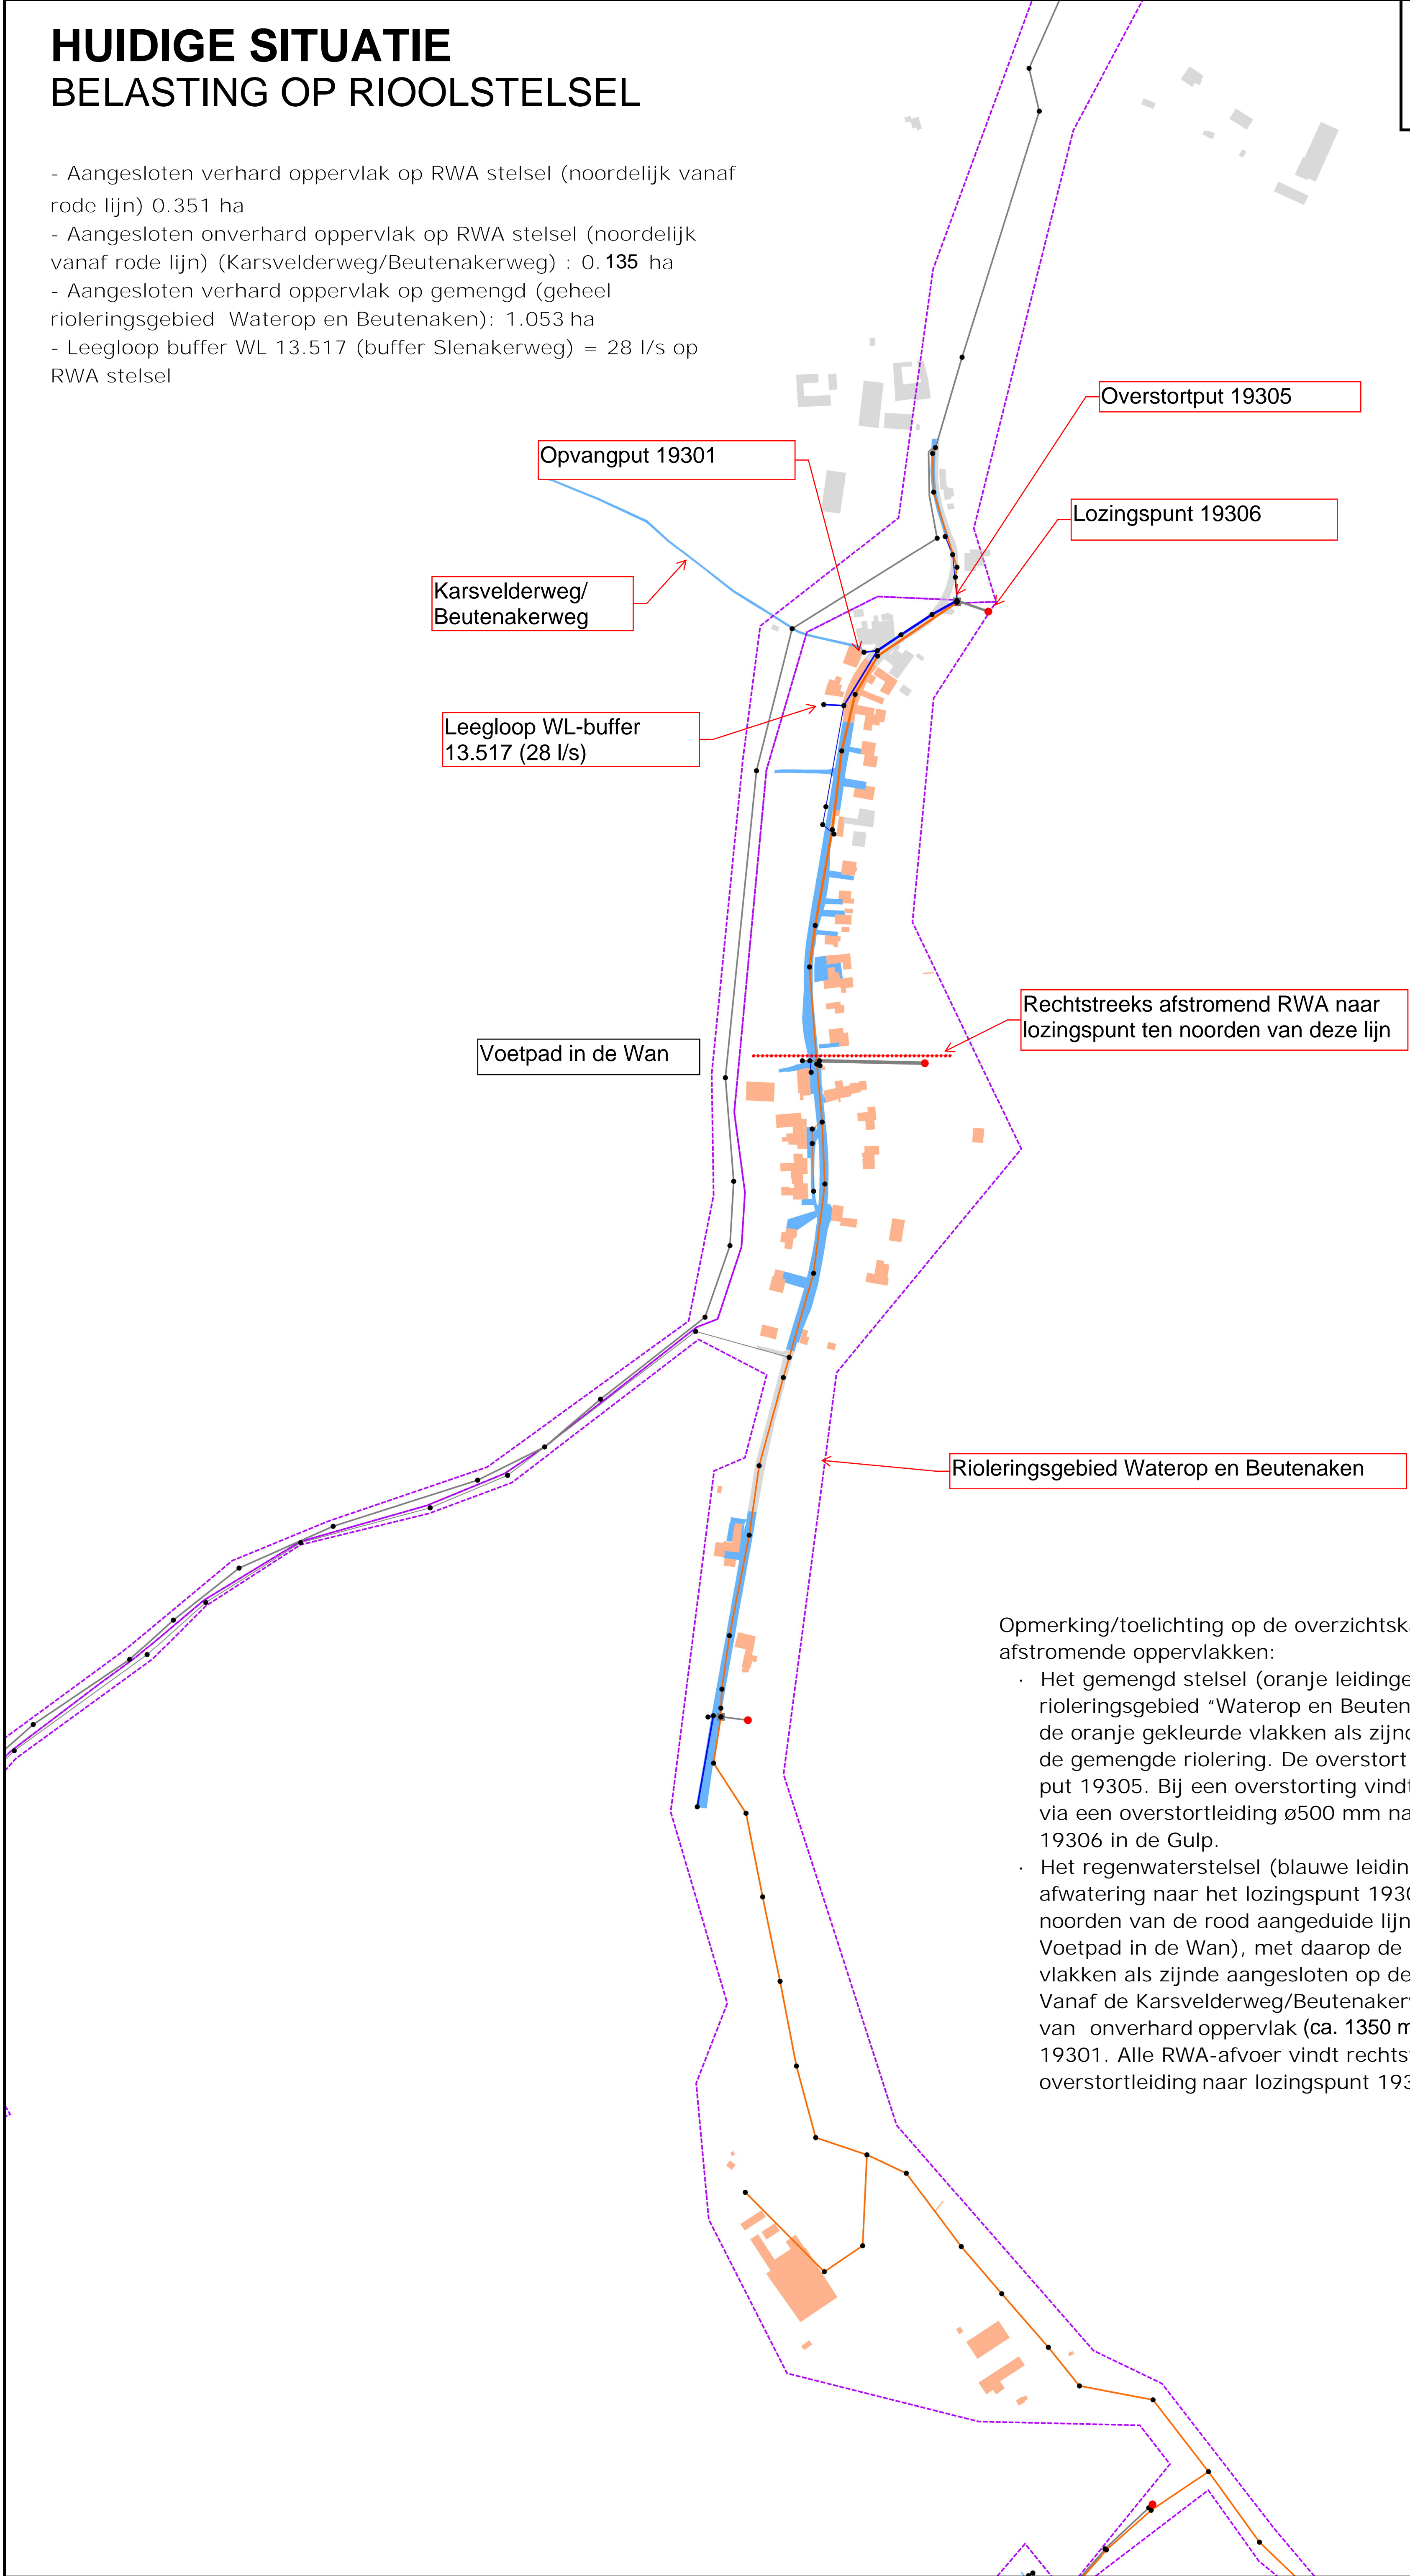 HUIDIGE SITUATIE
BELASTING OP RIOOLSTELSEL
- Aangesloten verhard oppervlak op RWA stelsel (noordelijk vanaf
rode lijn) 0.351 ha
- Aangesloten onverhard oppervlak op RWA stelsel (noordelijk
vanaf rode lijn) (Karsvelderweg/Beutenakerweg) : 0.135 ha
- Aangesloten verhard oppervlak op gemengd (geheel
rioleringsgebied Waterop en Beutenaken): 1.053 ha
- Leegloop buffer WL 13.517 (buffer Slenakerweg) = 28 l/s op
RWA stelsel
Overstortput 19305
Opvangput 19301
Lozingspunt 19306
Karsvelderweg/
Beutenakerweg
Leegloop WL-buffer
13.517 (28 l/s)
Rechtstreeks afstromend RWA naar
lozingspunt ten noorden van deze lijn
Voetpad in de Wan
Rioleringsgebied Waterop en Beutenaken
Opmerking/toelichting op de overzichtska
afstromende oppervlakken:
· Het gemengd stelsel (oranje leidinge
rioleringsgebied “Waterop en Beuten
de oranje gekleurde vlakken als zijnd
de gemengde riolering. De overstort
put 19305. Bij een overstorting vindt
via een overstortleiding ø500 mm na
19306 in de Gulp.
· Het regenwaterstelsel (blauwe leidin
afwatering naar het lozingspunt 1930
noorden van de rood aangeduide lijn
Voetpad in de Wan), met daarop de
vlakken als zijnde aangesloten op de
Vanaf de Karsvelderweg/Beutenakerw
van onverhard oppervlak (ca. 1350 m
19301. Alle RWA-afvoer vindt rechtst
overstortleiding naar lozingspunt 193